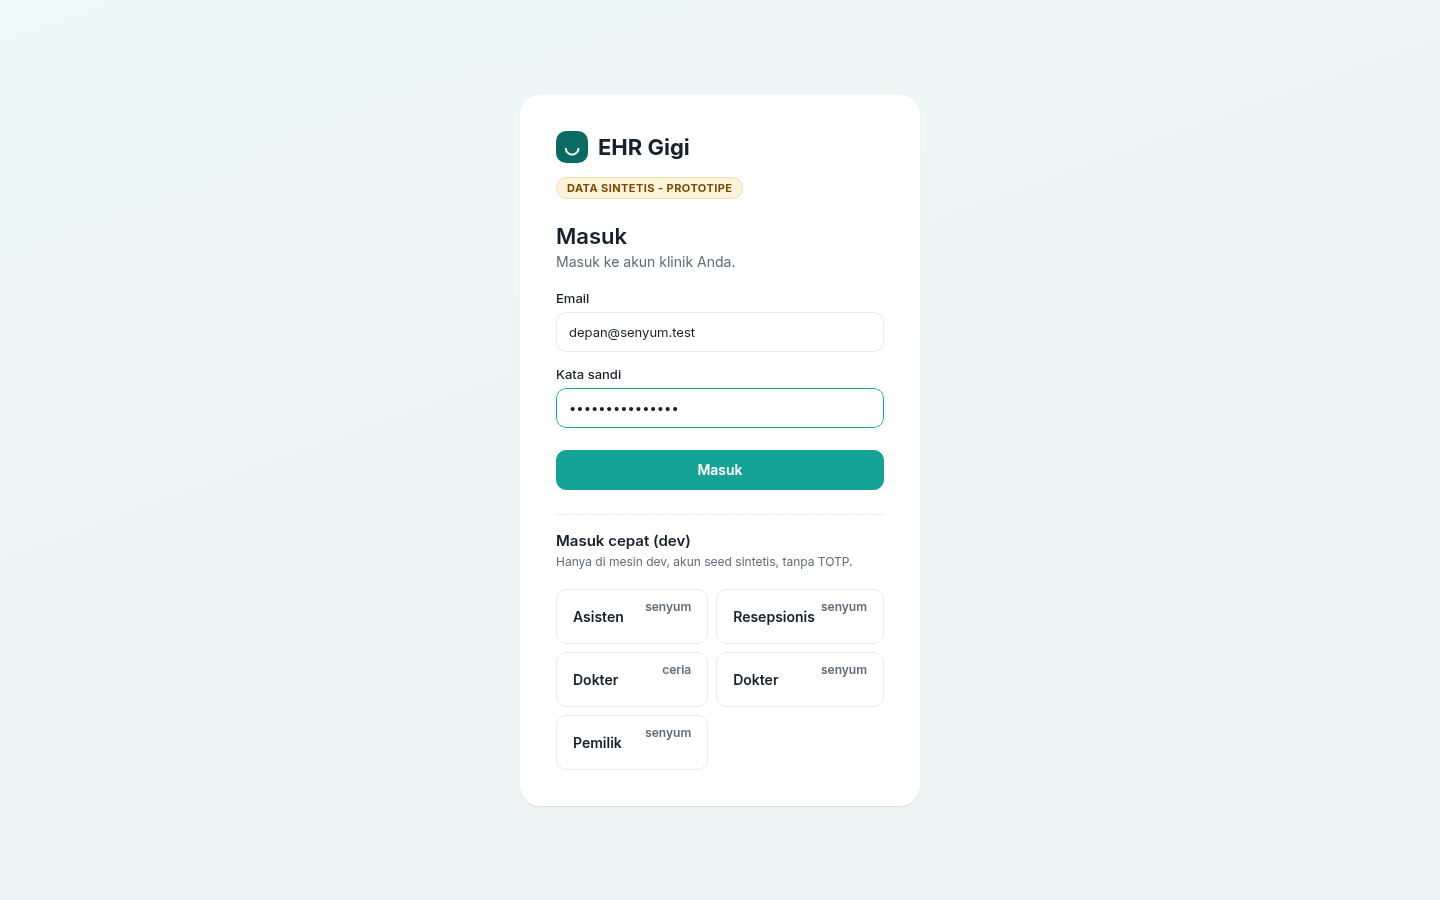 EHR Gigi
DATA SINTETIS - PROTOTIPE
Masuk
Masuk ke akun klinik Anda.
Email
depan@senyum.test
Kata sandi
•••••••••••••••
Masuk
Masuk cepat (dev)
Hanya di mesin dev, akun seed sintetis, tanpa TOTP.
Asisten senyum
Resepsionis senyum
Dokter ceria
Dokter senyum
Pemilik senyum